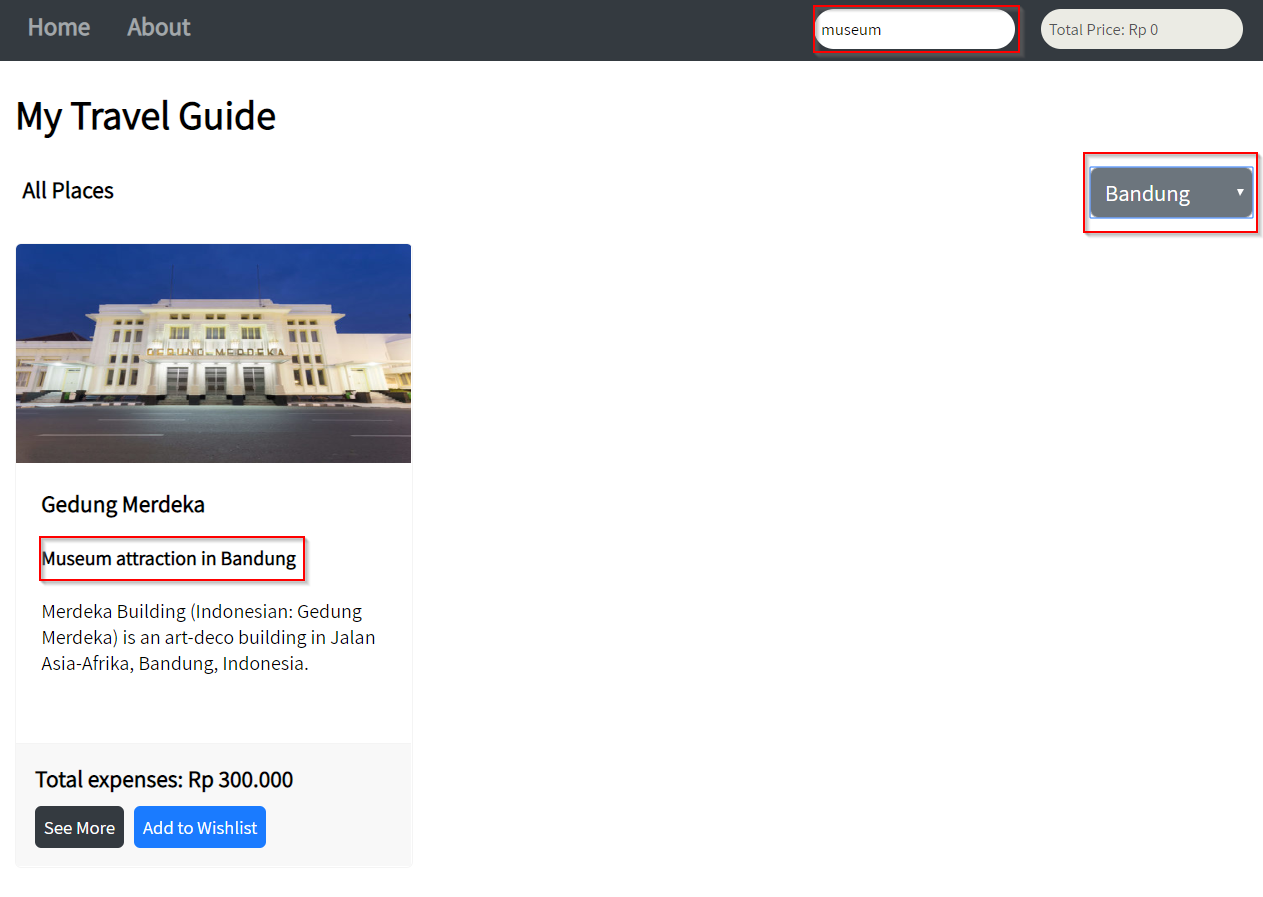 Home About museum Total Price: Rp 0
My Travel Guide
All Places
Bandung
GEDUNG MERDEKA
Gedung Merdeka
Museum attraction in Bandung
Merdeka Building (Indonesian: Gedung
Merdeka) is an art-deco building in Jalan
Asia-Afrika, Bandung, Indonesia.
Total expenses: Rp 300.000
See More Add to Wishlist